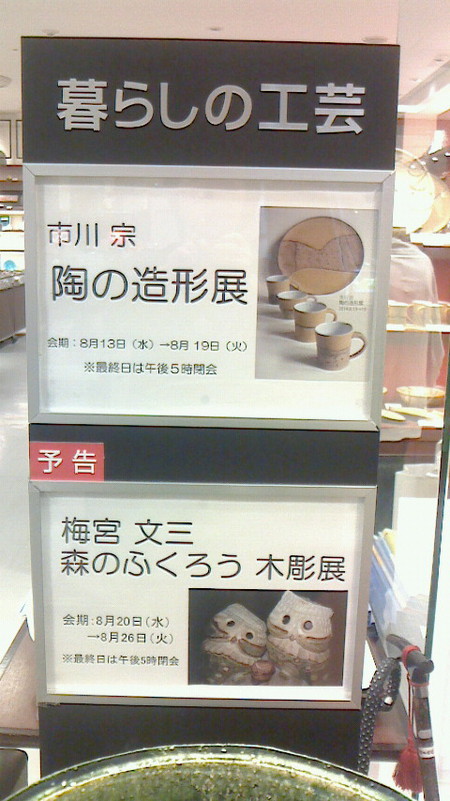 暮らしの工芸
市川 宗
陶の造形展
会期：8月13日（水）→8月 19日（火）
※最終日は午後５時閉会
予告
梅宮 文三
森のふくろう 木彫展
会期：8月20日（水）
→8月26日（火）
※最終日は午後5時閉会